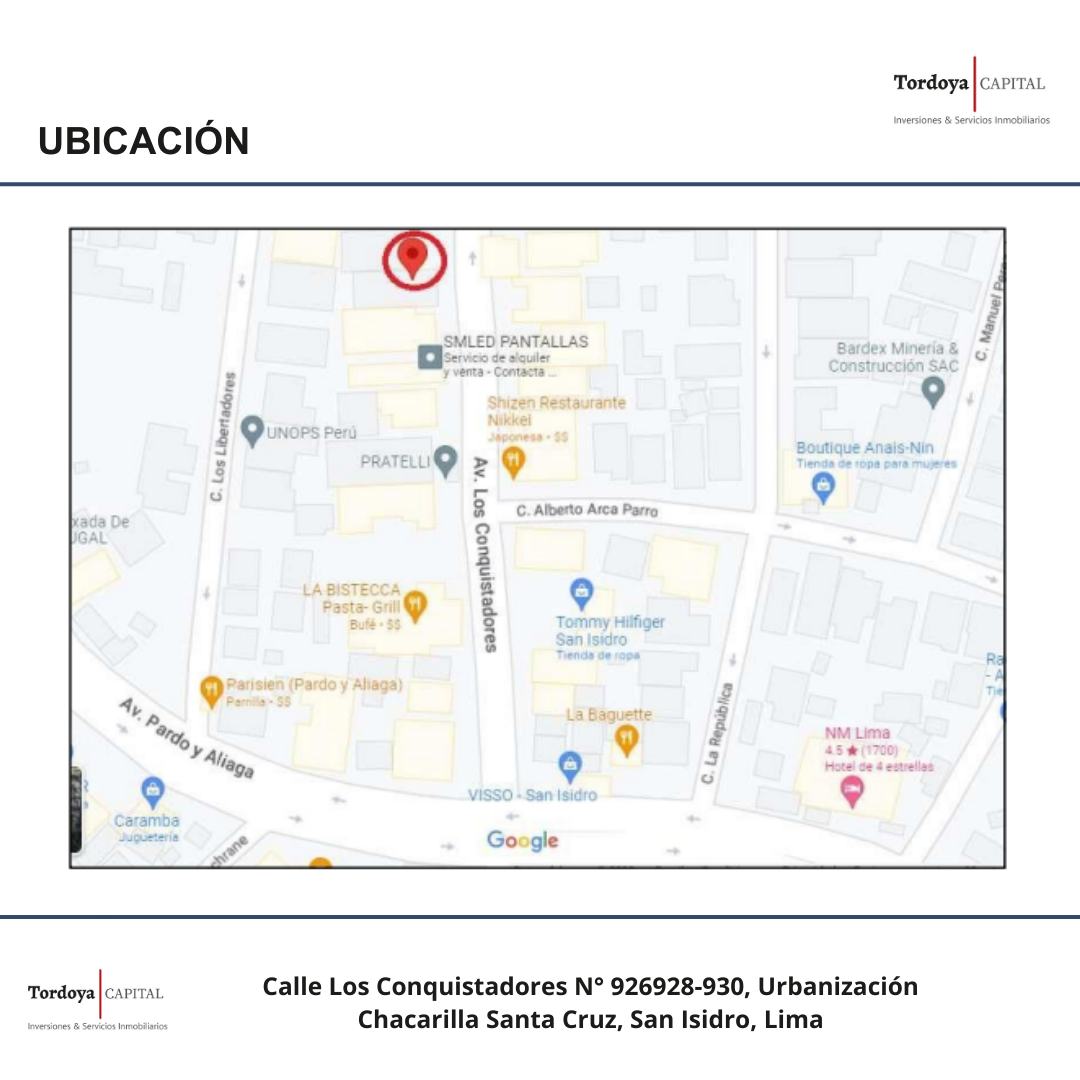 Tordoya CAPITAL
Inversiones & Servicios Inmobiliarios
UBICACIÓN
SMLED PANTALLAS
Servicio de alquiler
y venta - Contacta ...
C. Manuel
Bardex Minería &
Construcción SAC
C. Los Libertadores
Shizen Restaurante
Nikkei
Japonesa • $$
UNOPS Perú
PRATELLI
Boutique Anais-Nin
Tienda de ropa para mujeres
Av. Los Conquistadores
C. Alberto Arca Parro
xada De
UGAL
LA BISTECCA
Pasta- Grill
Bufé • $$
Tommy Hilfiger
San Isidro
Tienda de ropa
Ra
- A
Tie
Parisien (Pardo y Aliaga)
Parrilla • $$
Av. Pardo y Aliaga
La Baguette
C. La República
NM Lima
4.5 ★ (1700)
Hotel de 4 estrellas
VISSO - San Isidro
Caramba
Juguetería
chrane
Google
Tordoya CAPITAL
Inversiones & Servicios Inmobiliarios
Calle Los Conquistadores N° 926928-930, Urbanización
Chacarilla Santa Cruz, San Isidro, Lima